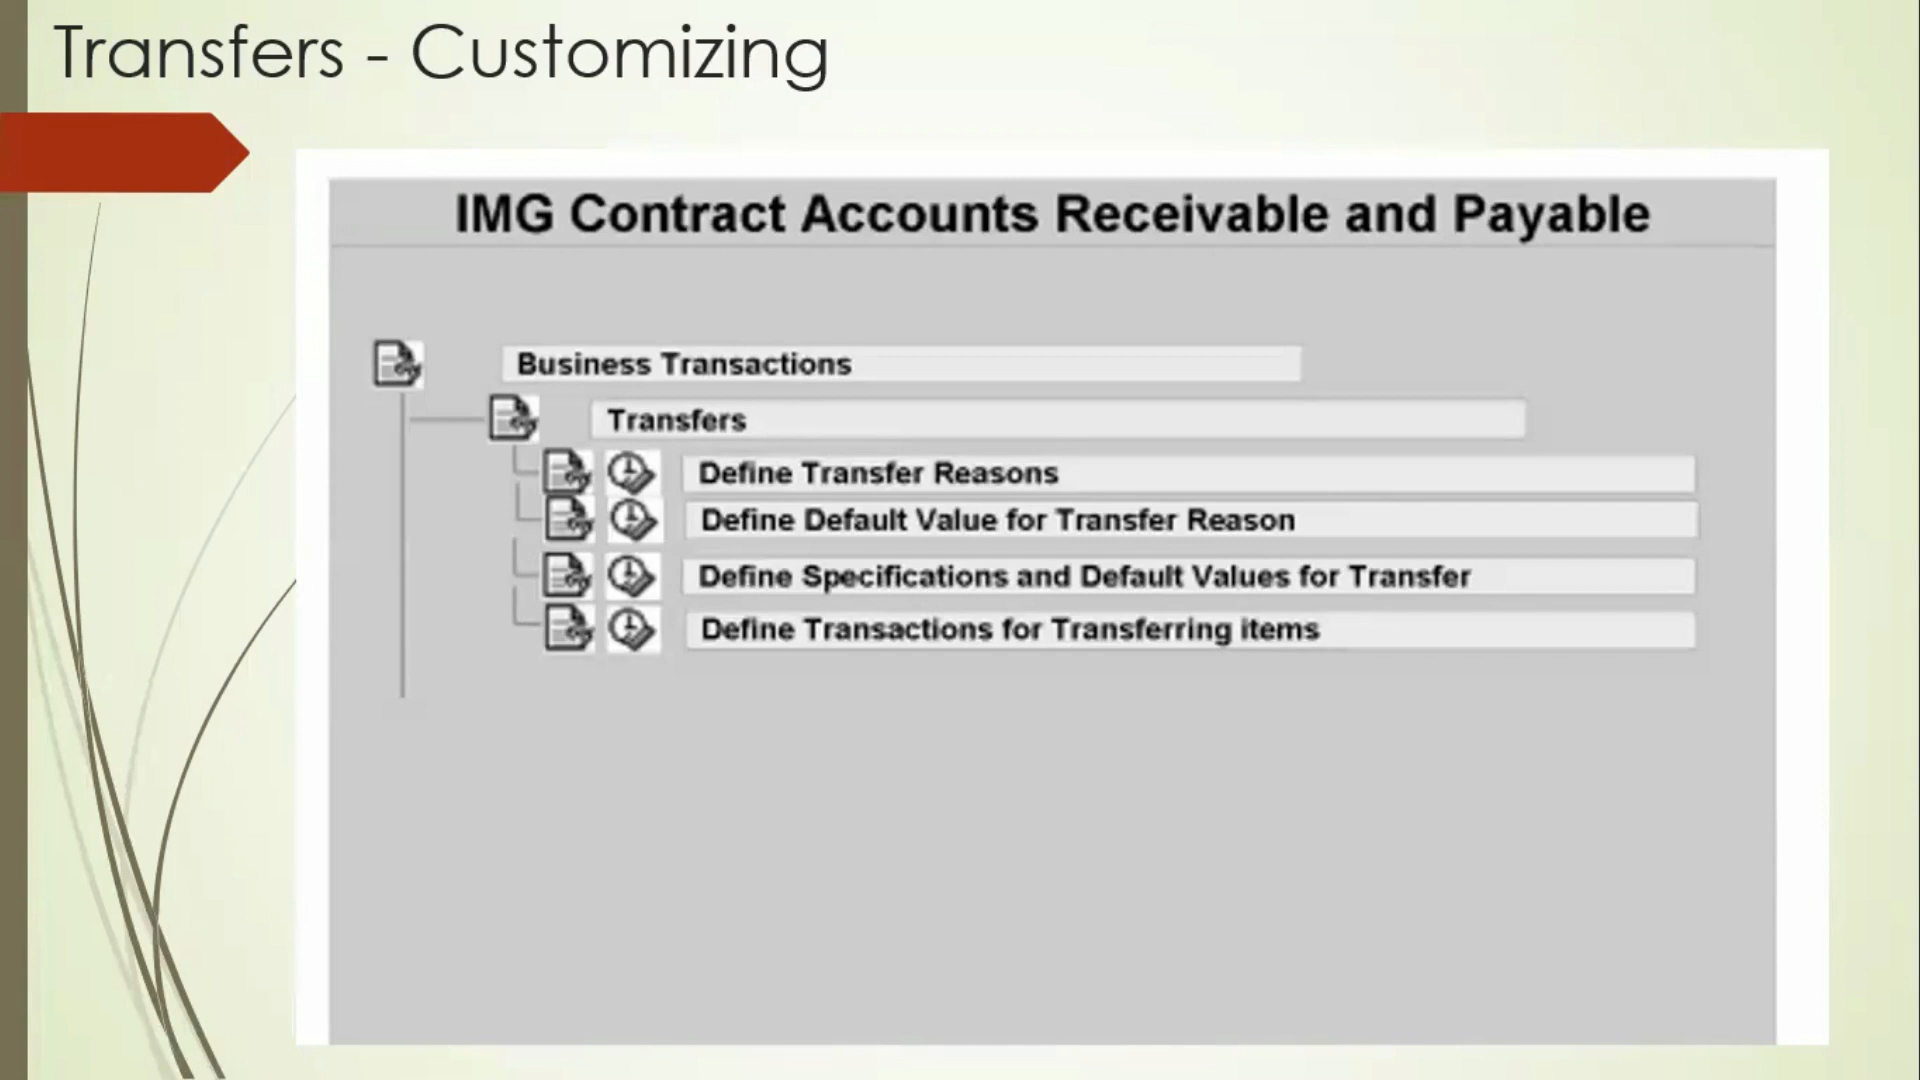 Transfers - Customizing
IMG Contract Accounts Receivable and Payable
Business Transactions
Transfers
Define Transfer Reasons
Define Default Value for Transfer Reason
Define Specifications and Default Values for Transfer
Define Transactions for Transferring items